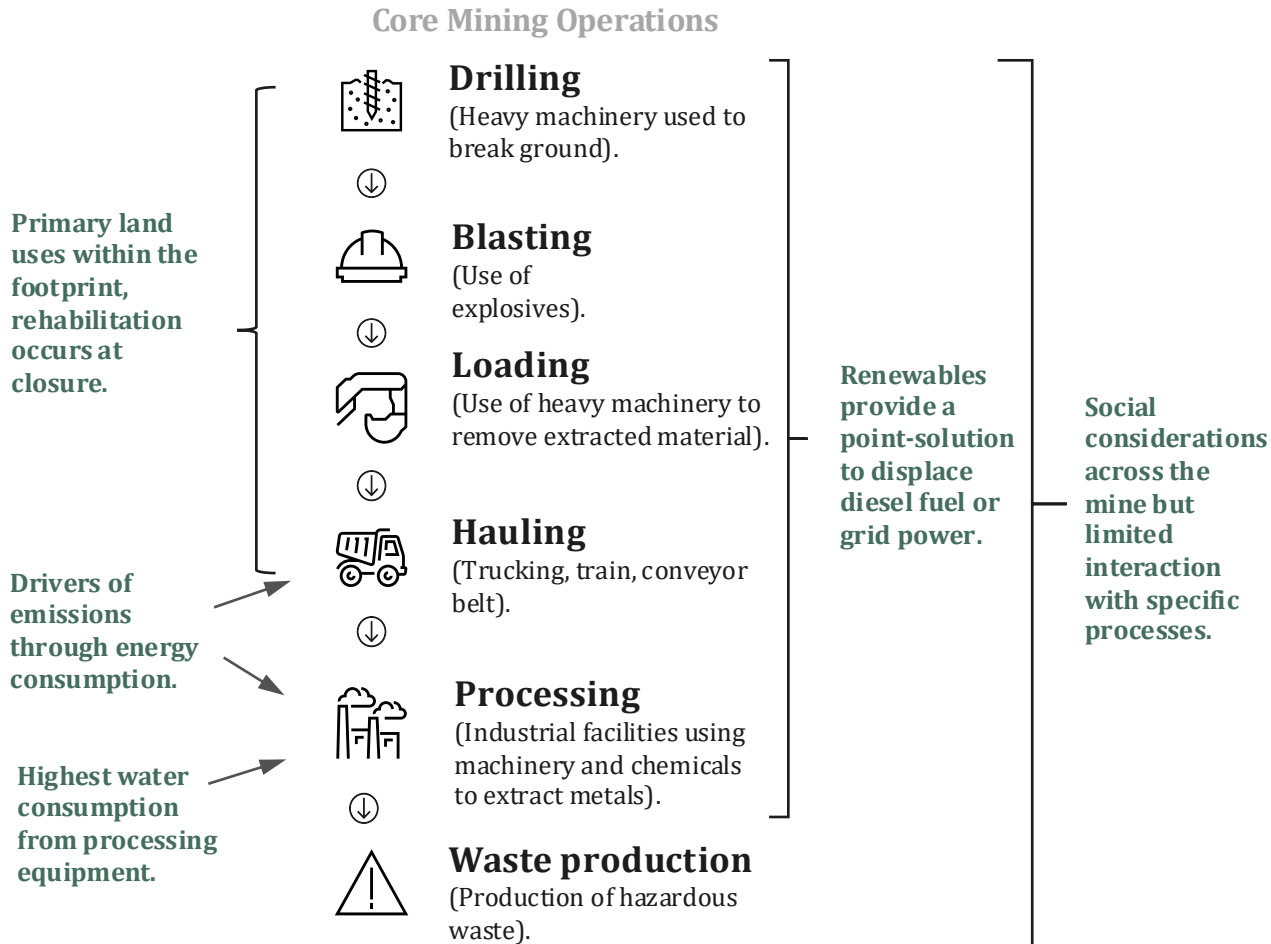 Core Mining Operations
Drilling
(Heavy machinery used to
break ground).
Blasting
(Use of
explosives).
Loading
(Use of heavy machinery to
remove extracted material).
Hauling
(Trucking, train, conveyor
belt).
Processing
(Industrial facilities using
machinery and chemicals
to extract metals).
Waste production
(Production of hazardous
waste).
Primary land
uses within the
footprint,
rehabilitation
occurs at
closure.
Drivers of
emissions
through energy
consumption.
Highest water
consumption
from processing
equipment.
Renewables
provide a
point-solution
to displace
diesel fuel or
grid power.
Social
considerations
across the
mine but
limited
interaction
with specific
processes.